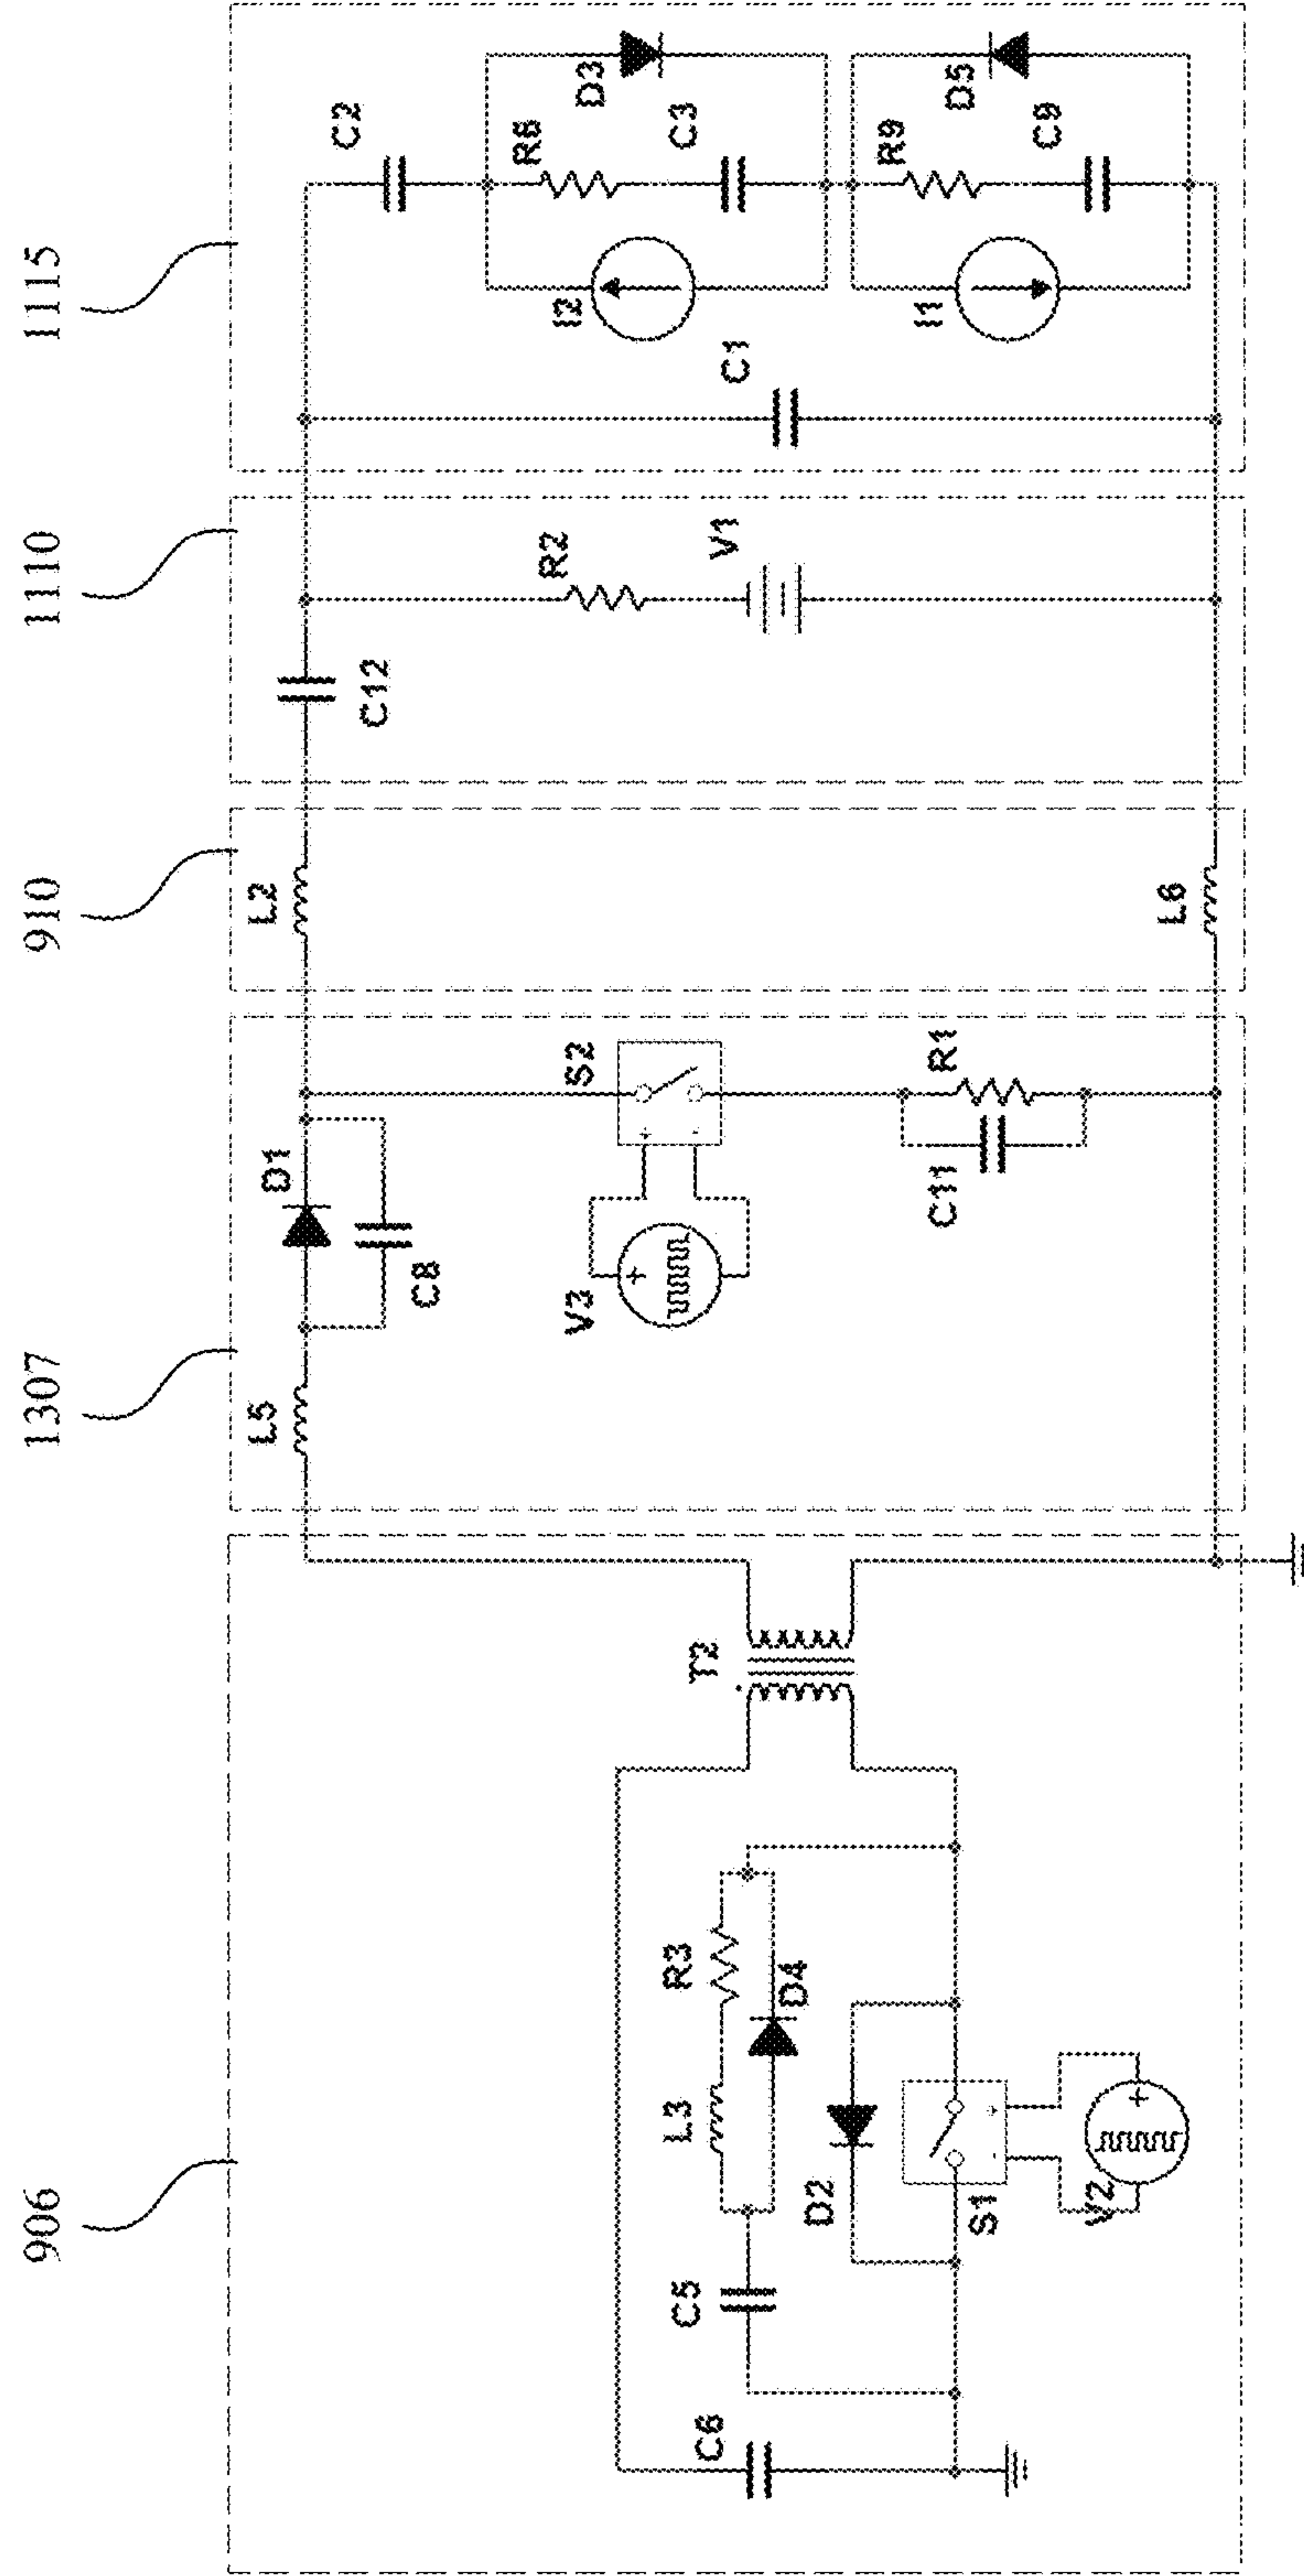 906
1307
910
1110
1115
L5
D1
L2
C8
C12
C2
V3
S2
R2
I2
R8
D3
C6
C5
L3
R3
T2
D4
V1
C1
C3
D2
C11
R1
I1
R9
D5
S1
C9
V2
L6